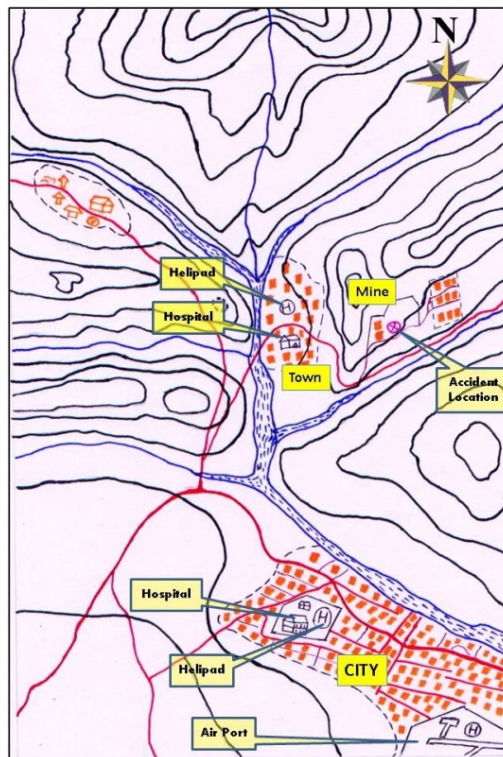 N
Helipad
H
Mine
Hospital
Town
Accident
Location
Hospital
H
Helipad
CITY
Air Port
H